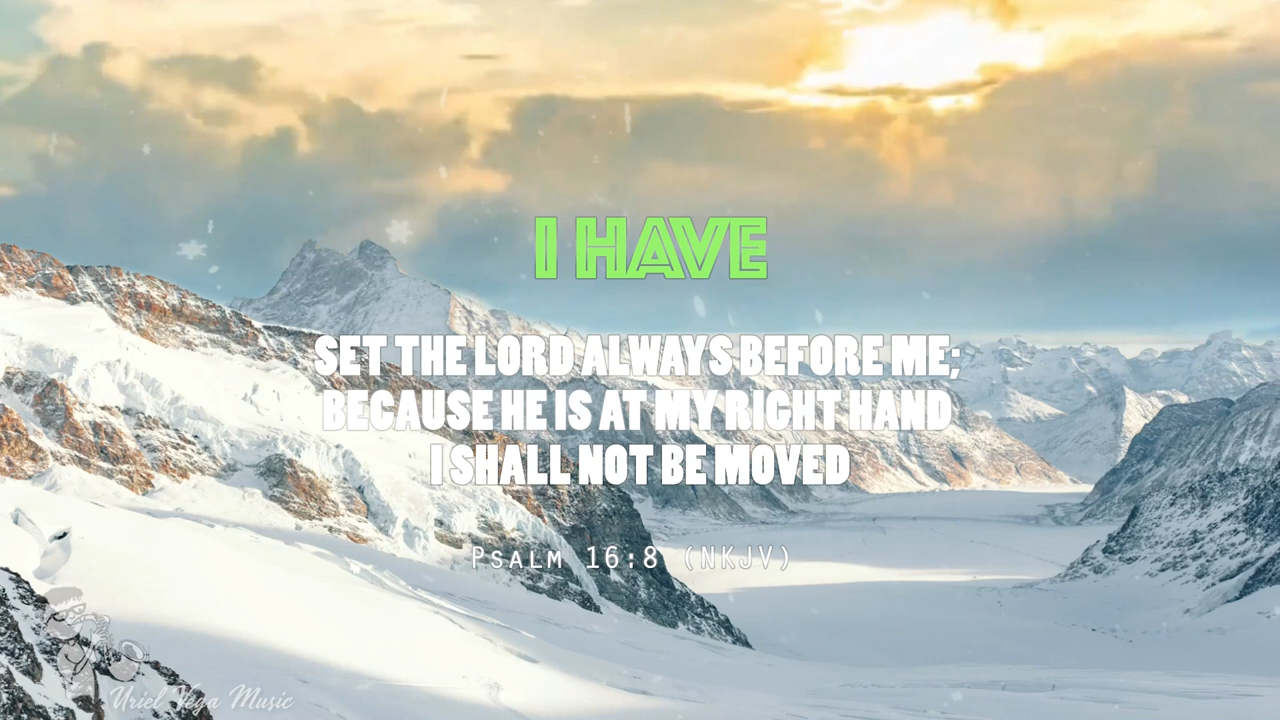 I HAVE
SET THE LORD ALWAYS BEFORE ME;
BECAUSE HE IS AT MY RIGHT HAND
I SHALL NOT BE MOVED
Psalm 16:8 (NKJV)
Uriel Vega Music